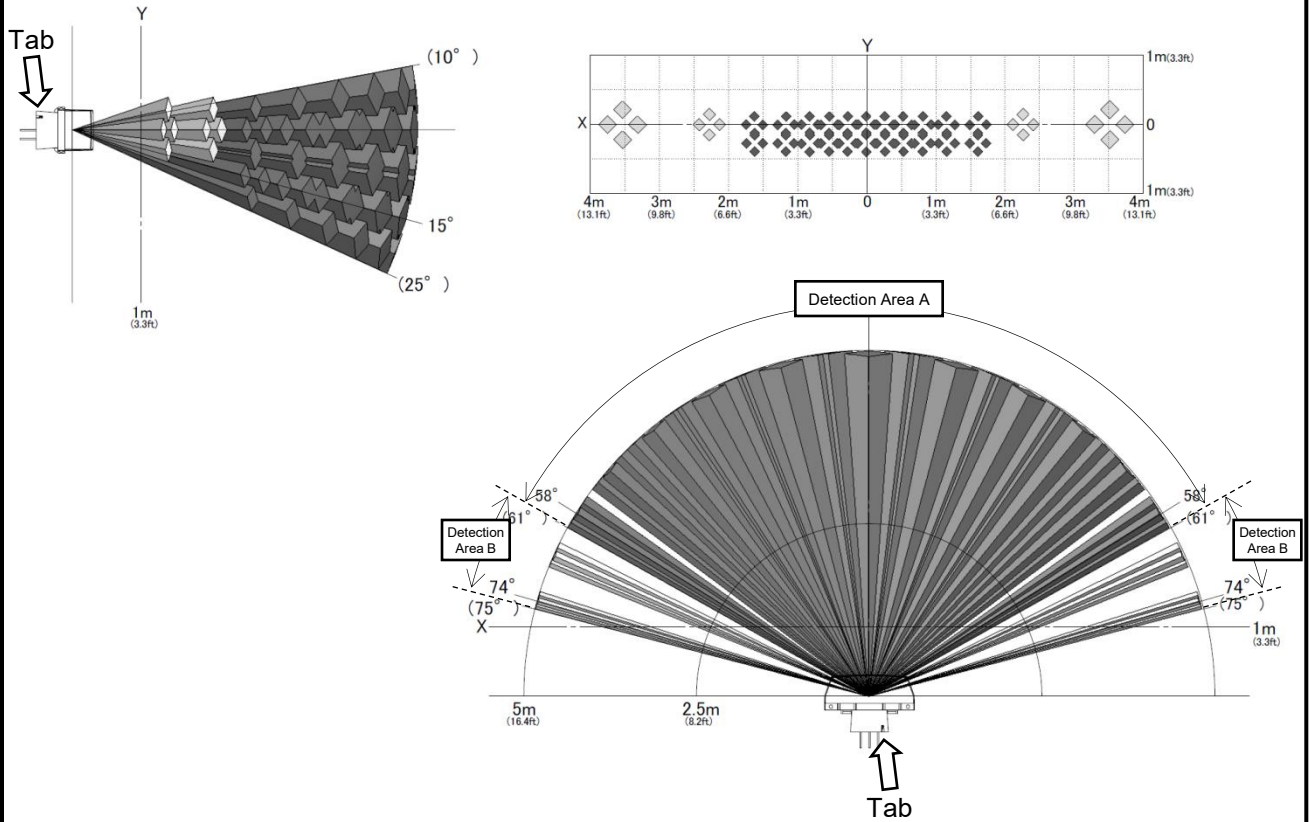 Y
Tab
(10° )
15°
(25° )
1m
(3.3ft)
Y
1m(3.3ft)
X
0
1m(3.3ft)
4m 3m 2m 1m 0 1m 2m 3m 4m
(13.1ft) (9.8ft) (6.6ft) (3.3ft) (3.3ft) (6.6ft) (9.8ft) (13.1ft)
Detection Area A
58°
(61° )
Detection
Area B
74°
(75° )
X
58°
(61° )
Detection
Area B
74°
(75° )
1m
(3.3ft)
5m
(16.4ft)
2.5m
(8.2ft)
Tab